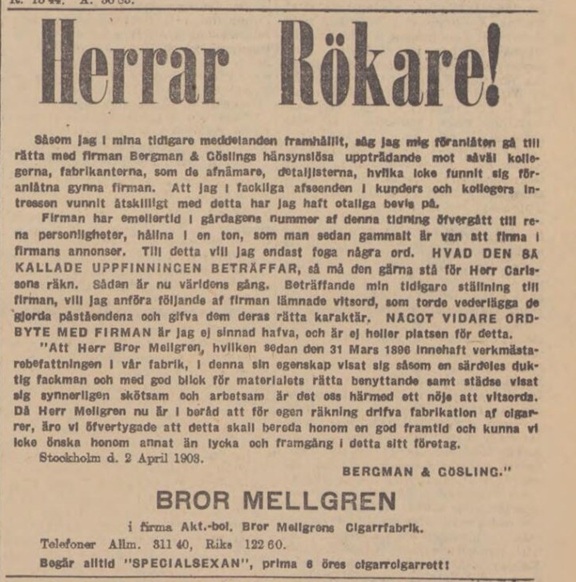 Herrar Rökare!
Såsom jag i mina tidigare meddelanden framhållit, såg jag mig föranlåten gå till
rätta med firman Bergman & Göslings hänsynslösa uppträdande mot såväl kolle-
gerna, fabrikanterna, som de afnämare, detaljisterna, hvilka icke funnit sig för-
anlåtna gynna firman. Att jag i fackliga afseenden i kunders och kollegers in-
tressen vunnit åtskilligt med detta har jag haft otaliga bevis på.
Firman har emellertid i gårdagens nummer af denna tidning öfvergått till re-
na personligheter, hållna i en ton, som man sedan gammalt är van att finna i
firmans annonser. Till detta vill jag endast foga några ord. HVAD DEN SÅ
KALLADE UPPFINNINGEN BETRÄFFAR, så må den gärna stå för Herr Carls-
sons räkn. Sådan är nu världens gång. Beträffande min tidigare ställning till
firman, vill jag anföra följande af firman lämnade vitsord, som torde vederlägga de
gjorda påståendena och gifva dem deras rätta karaktär. NÅGOT VIDARE ORD-
BYTE MED FIRMAN är jag ej sinnad hafva, och är ej heller platsen för detta.
"Att Herr Bror Mellgren, hvilken sedan den 31 Mars 1896 innehaft verkmästa-
rebefattningen i vår fabrik, i denna sin egenskap visat sig såsom en särdeles duk-
tig fackman och med god blick för materialets rätta benyttande samt städse visat
sig synnerligen skötsam och arbetsam är det oss härmed ett nöje att vitsorda.
Då Herr Mellgren nu är i beråd att för egen räkning drifva fabrikation af cigar-
rer, äro vi öfvertygade att detta skall bereda honom en god framtid och kunna vi
icke önska honom annat än lycka och framgång i detta sitt företag.
Stockholm d. 2 April 1903.
BERGMAN & GÖSLING."
BROR MELLGREN
i firma Akt.-bol. Bror Mellgrens Cigarrfabrik.
Telefoner Allm. 311 40, Riks 122 60.
Begär alltid "SPECIALSEXAN", prima 6 öres cigarrcigarrett!